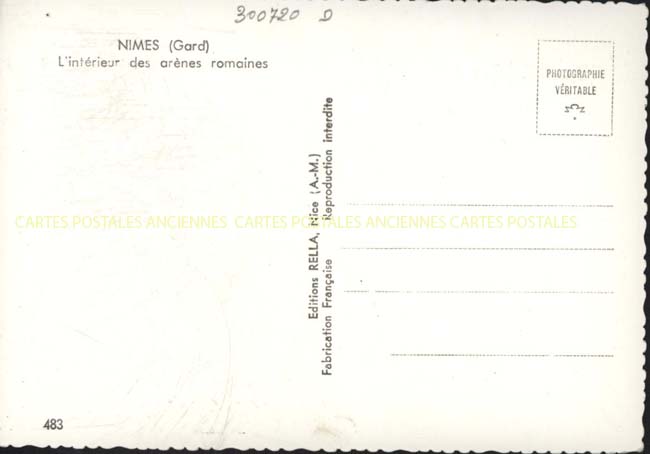 300720 D
NIMES (Gard)
L'intérieur des arènes romaines
PHOTOGRAPHIE
VÉRITABLE
Editions RELLA, Nice (A.-M.)
Fabrication Française Reproduction interdite
CARTES POSTALES ANCIENNES CARTES POSTALES ANCIENNES CARTES POSTALES
483